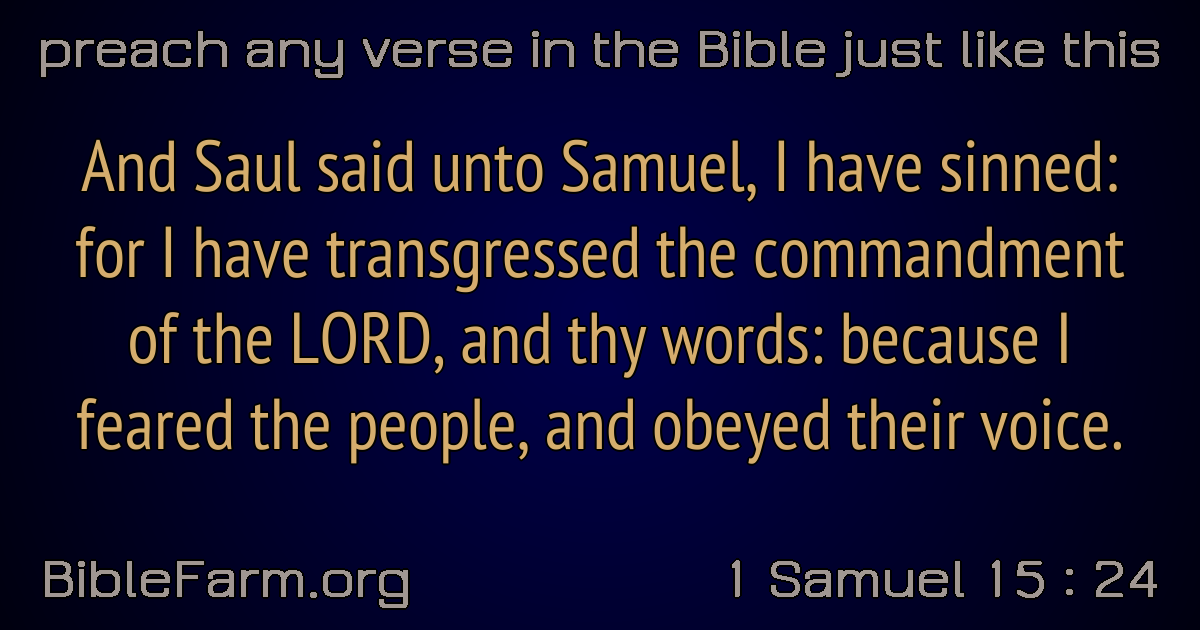 preach any verse in the Bible just like this
And Saul said unto Samuel, I have sinned:
for I have transgressed the commandment
of the LORD, and thy words: because I
feared the people, and obeyed their voice.
BibleFarm.org
1 Samuel 15 : 24